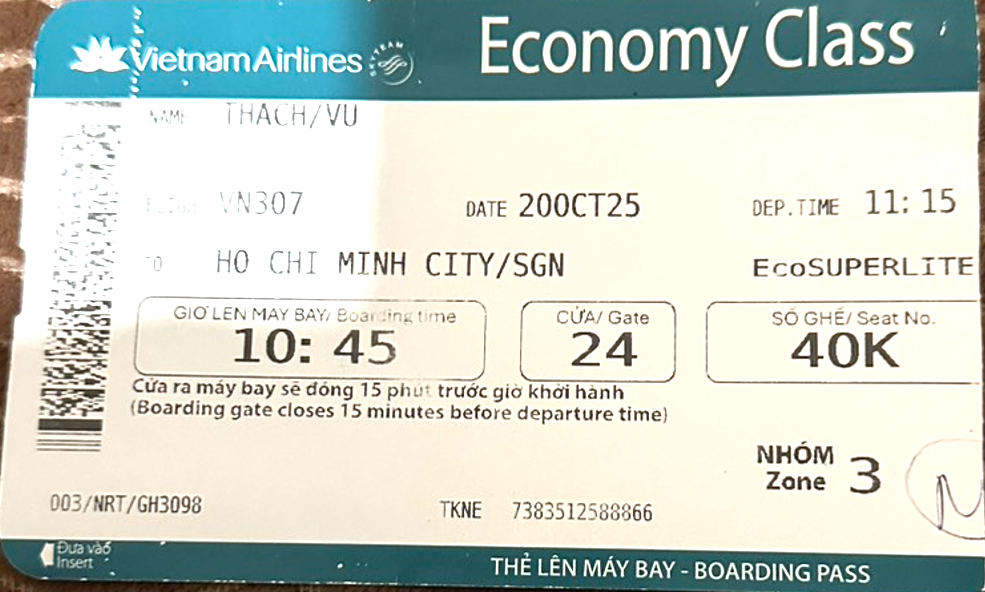 Vietnam Airlines SKYTEAM Economy Class
NAME THACH/VU
FLIGHT VN307 DATE 20OCT25 DEP.TIME 11:15
TO HO CHI MINH CITY/SGN EcoSUPERLITE
GIỜ LÊN MÁY BAY/ Boarding time CỬA/ Gate SỐ GHẾ/ Seat No.
10:45 24 40K
Cửa ra máy bay sẽ đóng 15 phút trước giờ khởi hành
(Boarding gate closes 15 minutes before departure time)
NHÓM
Zone 3
003/NRT/GH3098 TKNE 7383512588866
Đưa vào
Insert
THẺ LÊN MÁY BAY - BOARDING PASS